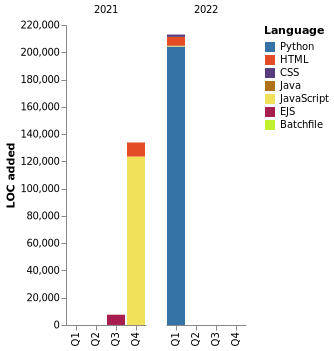 2021 2022
Language
Python
HTML
CSS
Java
JavaScript
EJS
Batchfile
LOC added
220,000
200,000
180,000
160,000
140,000
120,000
100,000
80,000
60,000
40,000
20,000
0
Q1 Q2 Q3 Q4 Q1 Q2 Q3 Q4